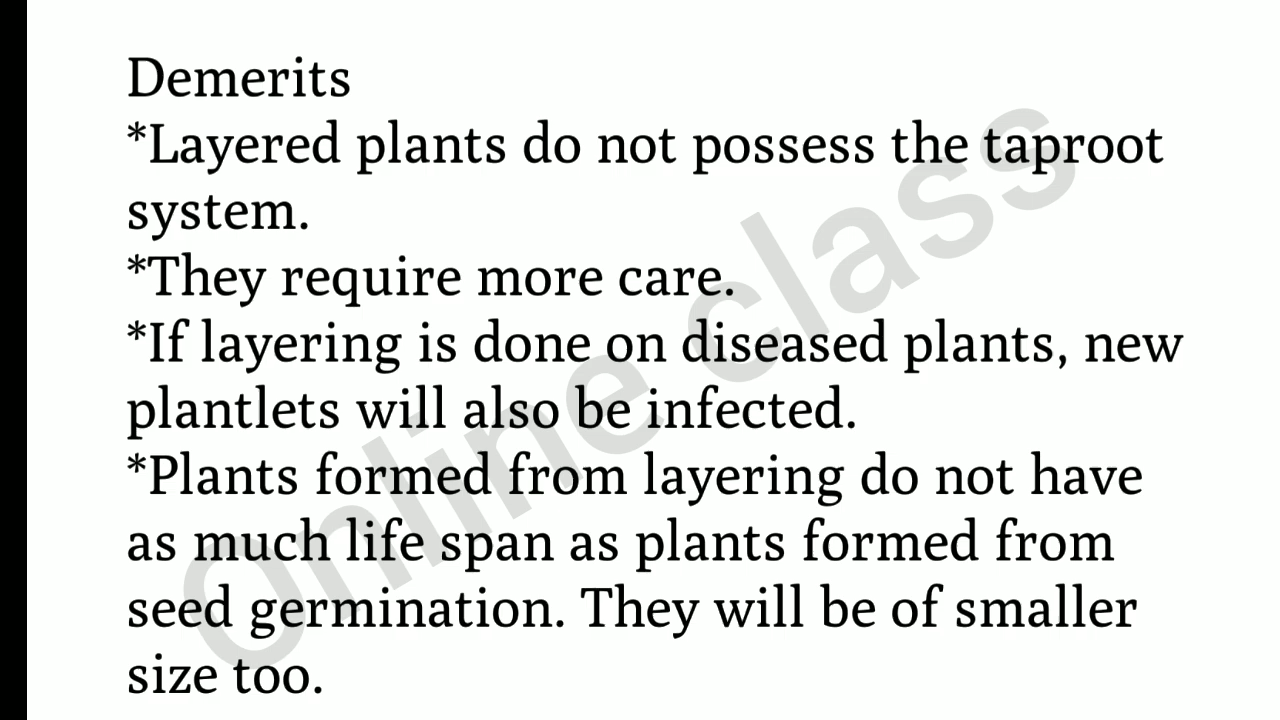 Demerits
*Layered plants do not possess the taproot
system.
*They require more care.
*If layering is done on diseased plants, new
plantlets will also be infected.
*Plants formed from layering do not have
as much life span as plants formed from
seed germination. They will be of smaller
size too.
Online class